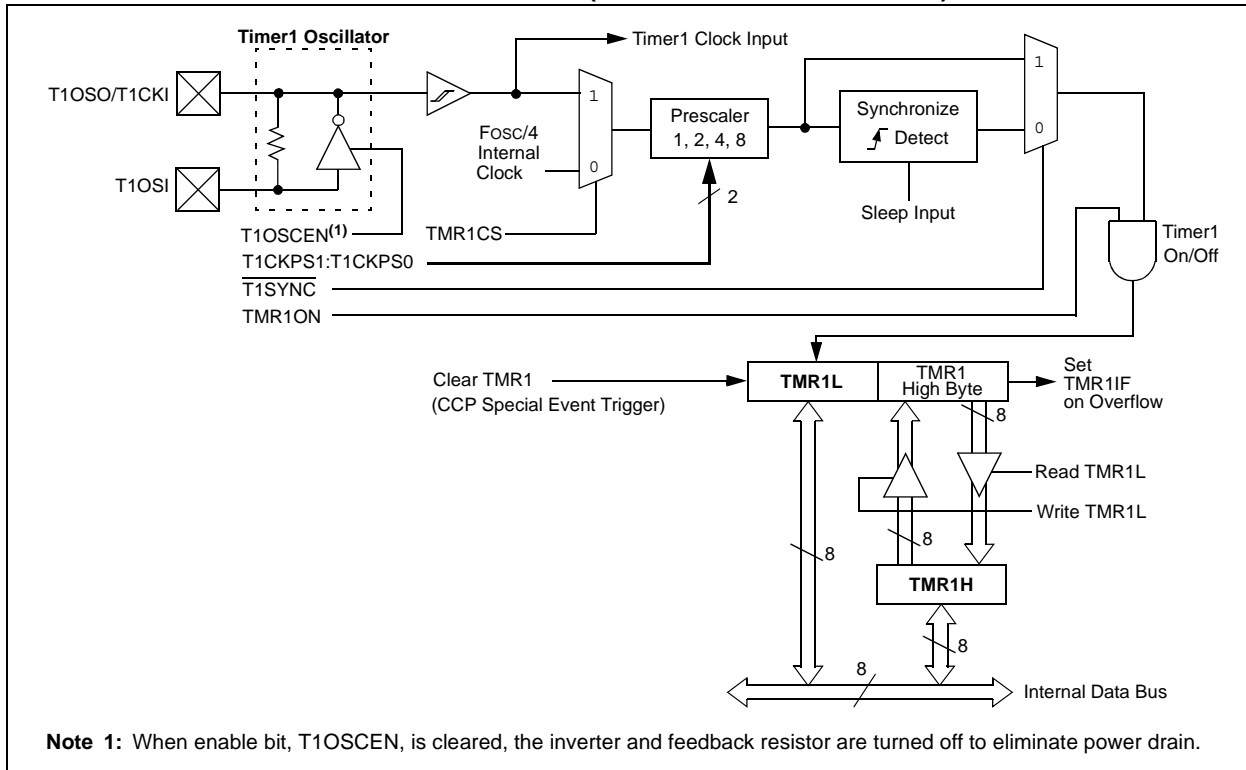 Timer1 Oscillator
Timer1 Clock Input
T1OSO/T1CKI
1
FOSC/4
Internal
Clock
0
Prescaler
1, 2, 4, 8
Synchronize
Detect
1
0
T1OSI
2
Sleep Input
T1OSCEN(1)
TMR1CS
T1CKPS1:T1CKPS0
T1SYNC
TMR1ON
Timer1
On/Off
Clear TMR1
(CCP Special Event Trigger)
TMR1L
TMR1
High Byte
Set
TMR1IF
on Overflow
8
Read TMR1L
Write TMR1L
8
8
TMR1H
8
8
Internal Data Bus
Note 1: When enable bit, T1OSCEN, is cleared, the inverter and feedback resistor are turned off to eliminate power drain.